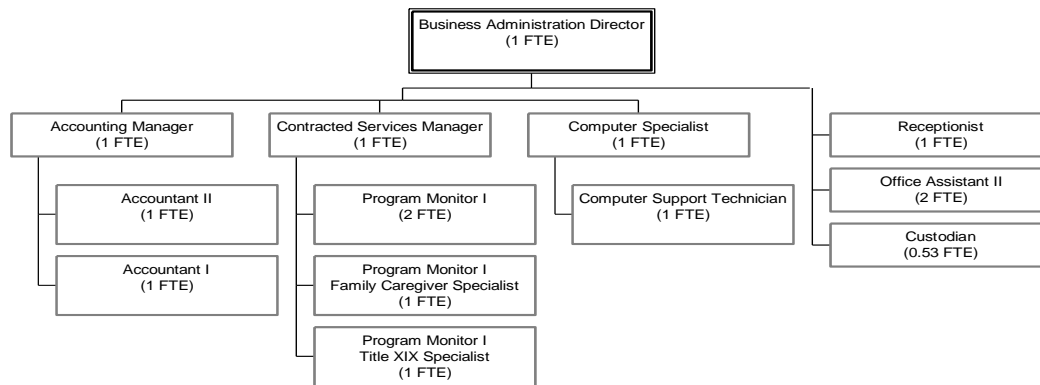 Business Administration Director
(1 FTE)
Accounting Manager
(1 FTE)
Accountant II
(1 FTE)
Accountant I
(1 FTE)
Contracted Services Manager
(1 FTE)
Program Monitor I
(2 FTE)
Program Monitor I
Family Caregiver Specialist
(1 FTE)
Program Monitor I
Title XIX Specialist
(1 FTE)
Computer Specialist
(1 FTE)
Computer Support Technician
(1 FTE)
Receptionist
(1 FTE)
Office Assistant II
(2 FTE)
Custodian
(0.53 FTE)